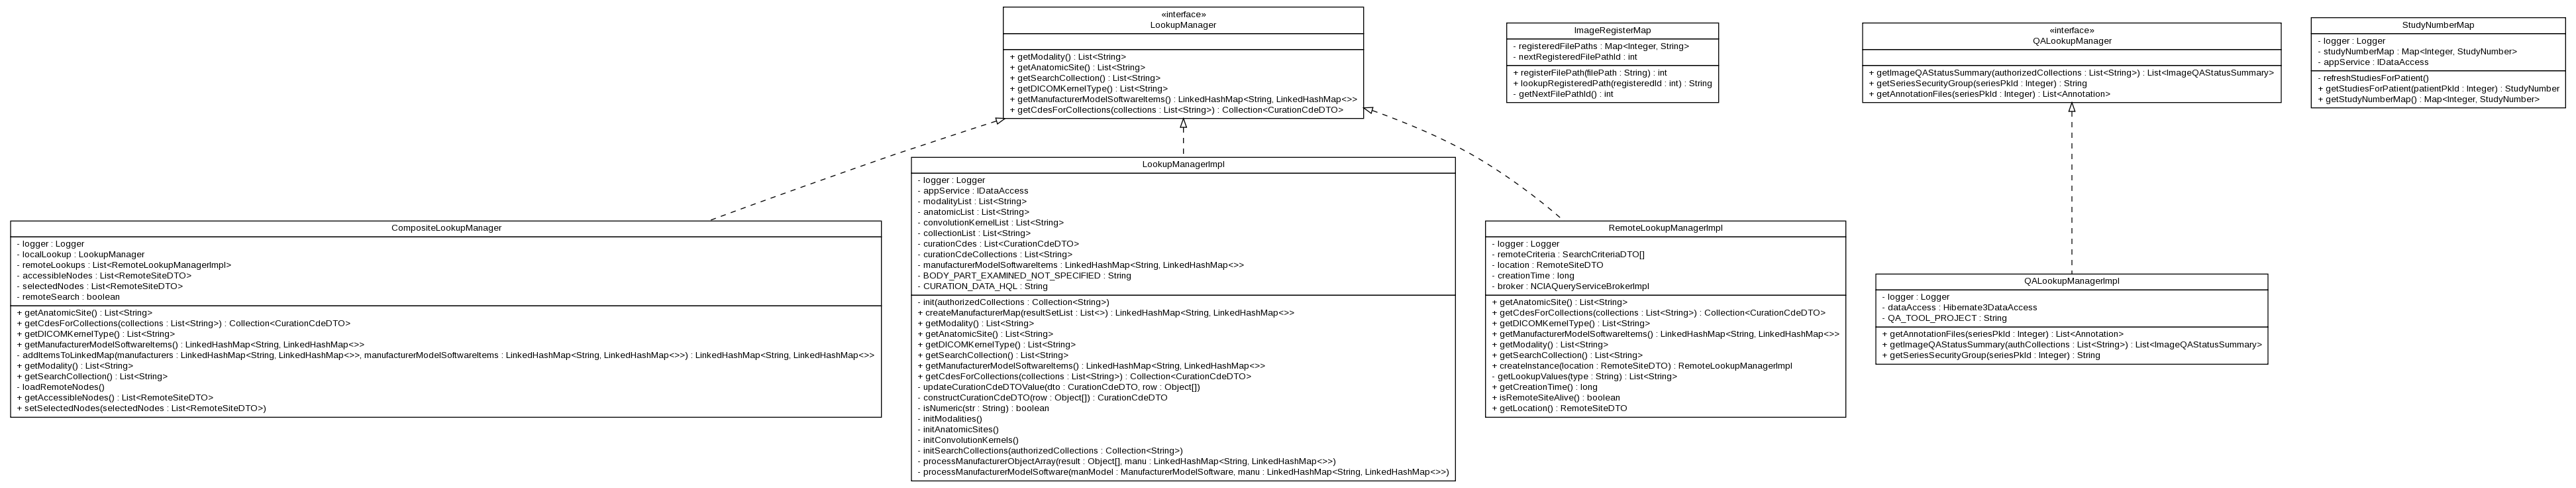 «interface»
LookupManager
+ getModality() : List<String>
+ getAnatomicSite() : List<String>
+ getSearchCollection() : List<String>
+ getDICOMKernelType() : List<String>
+ getManufacturerModelSoftwareItems() : LinkedHashMap<String, LinkedHashMap<>>
+ getCdesForCollections(collections : List<String>) : Collection<CurationCdeDTO>
ImageRegisterMap
- registeredFilePaths : Map<Integer, String>
- nextRegisteredFilePathId : int
+ registerFilePath(filePath : String) : int
+ lookupRegisteredPath(registeredId : int) : String
- getNextFilePathId() : int
«interface»
QALookupManager
+ getImageQAStatusSummary(authorizedCollections : List<String>) : List<ImageQAStatusSummary>
+ getSeriesSecurityGroup(seriesPkId : Integer) : String
+ getAnnotationFiles(seriesPkId : Integer) : List<Annotation>
StudyNumberMap
- logger : Logger
- studyNumberMap : Map<Integer, StudyNumber>
- appService : IDataAccess
- refreshStudiesForPatient()
+ getStudiesForPatient(patientPkId : Integer) : StudyNumber
+ getStudyNumberMap() : Map<Integer, StudyNumber>
CompositeLookupManager
- logger : Logger
- localLookup : LookupManager
- remoteLookups : List<RemoteLookupManagerImpl>
- accessibleNodes : List<RemoteSiteDTO>
- selectedNodes : List<RemoteSiteDTO>
- remoteSearch : boolean
+ getAnatomicSite() : List<String>
+ getCdesForCollections(collections : List<String>) : Collection<CurationCdeDTO>
+ getDICOMKernelType() : List<String>
+ getManufacturerModelSoftwareItems() : LinkedHashMap<String, LinkedHashMap<>>
- addItemsToLinkedMap(manufacturers : LinkedHashMap<String, LinkedHashMap<>>, manufacturerModelSoftwareItems : LinkedHashMap<String, LinkedHashMap<>>) : LinkedHashMap<String, LinkedHashMap<>>
+ getModality() : List<String>
+ getSearchCollection() : List<String>
- loadRemoteNodes()
+ getAccessibleNodes() : List<RemoteSiteDTO>
+ setSelectedNodes(selectedNodes : List<RemoteSiteDTO>)
LookupManagerImpl
- logger : Logger
- appService : IDataAccess
- modalityList : List<String>
- anatomicList : List<String>
- convolutionKernelList : List<String>
- collectionList : List<String>
- curationCdes : List<CurationCdeDTO>
- curationCdeCollections : List<String>
- manufacturerModelSoftwareItems : LinkedHashMap<String, LinkedHashMap<>>
- BODY_PART_EXAMINED_NOT_SPECIFIED : String
- CURATION_DATA_HQL : String
- init(authorizedCollections : Collection<String>)
+ createManufacturerMap(resultSetList : List<>) : LinkedHashMap<String, LinkedHashMap<>>
+ getModality() : List<String>
+ getAnatomicSite() : List<String>
+ getDICOMKernelType() : List<String>
+ getSearchCollection() : List<String>
+ getManufacturerModelSoftwareItems() : LinkedHashMap<String, LinkedHashMap<>>
+ getCdesForCollections(collections : List<String>) : Collection<CurationCdeDTO>
- updateCurationCdeDTOValue(dto : CurationCdeDTO, row : Object[])
- constructCurationCdeDTO(row : Object[]) : CurationCdeDTO
- isNumeric(str : String) : boolean
- initModalities()
- initAnatomicSites()
- initConvolutionKernels()
- initSearchCollections(authorizedCollections : Collection<String>)
- processManufacturerObjectArray(result : Object[], manu : LinkedHashMap<String, LinkedHashMap<>>)
- processManufacturerModelSoftware(manModel : ManufacturerModelSoftware, manu : LinkedHashMap<String, LinkedHashMap<>>)
RemoteLookupManagerImpl
- logger : Logger
- remoteCriteria : SearchCriteriaDTO[]
- location : RemoteSiteDTO
- creationTime : long
- broker : NCIAQueryServiceBrokerImpl
+ getAnatomicSite() : List<String>
+ getCdesForCollections(collections : List<String>) : Collection<CurationCdeDTO>
+ getDICOMKernelType() : List<String>
+ getManufacturerModelSoftwareItems() : LinkedHashMap<String, LinkedHashMap<>>
+ getModality() : List<String>
+ getSearchCollection() : List<String>
+ createInstance(location : RemoteSiteDTO) : RemoteLookupManagerImpl
- getLookupValues(type : String) : List<String>
+ getCreationTime() : long
+ isRemoteSiteAlive() : boolean
+ getLocation() : RemoteSiteDTO
QALookupManagerImpl
- logger : Logger
- dataAccess : Hibernate3DataAccess
- QA_TOOL_PROJECT : String
+ getAnnotationFiles(seriesPkId : Integer) : List<Annotation>
+ getImageQAStatusSummary(authCollections : List<String>) : List<ImageQAStatusSummary>
+ getSeriesSecurityGroup(seriesPkId : Integer) : String